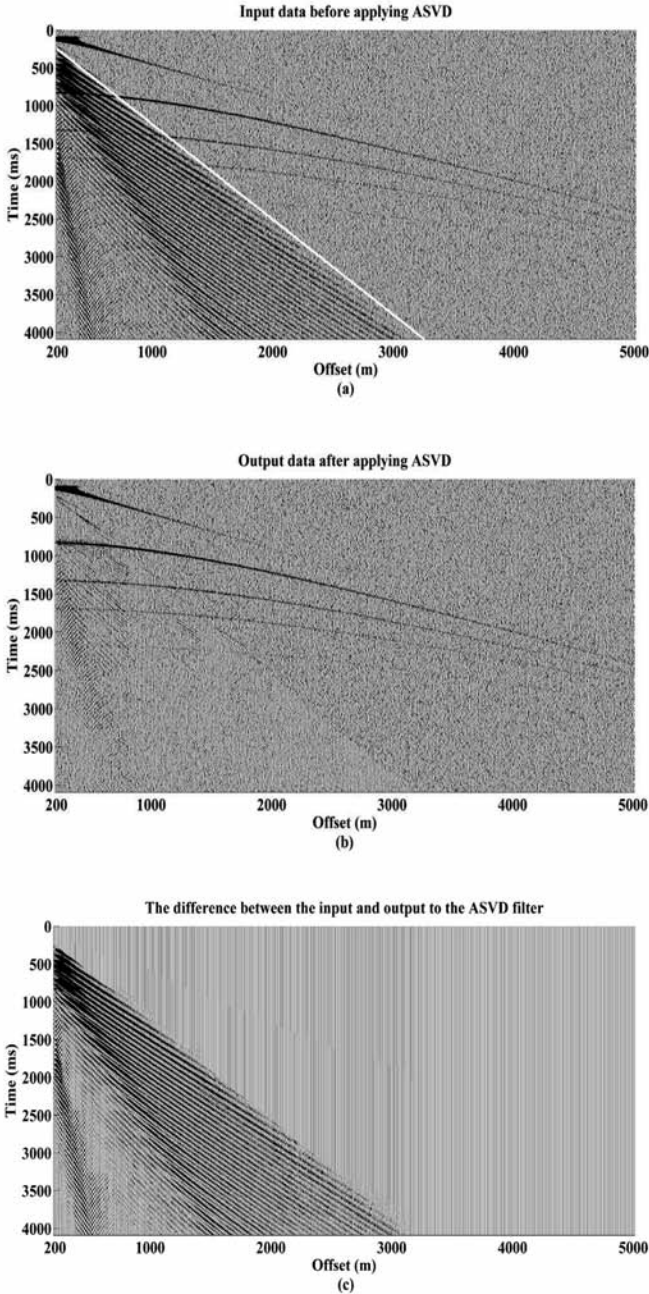 Input data before applying ASVD
0
500
1000
1500
2000
2500
3000
3500
4000
Time (ms)
200 1000 2000 3000 4000 5000
Offset (m)
(a)
Output data after applying ASVD
0
500
1000
1500
2000
2500
3000
3500
4000
Time (ms)
200 1000 2000 3000 4000 5000
Offset (m)
(b)
The difference between the input and output to the ASVD filter
0
500
1000
1500
2000
2500
3000
3500
4000
Time (ms)
200 1000 2000 3000 4000 5000
Offset (m)
(c)